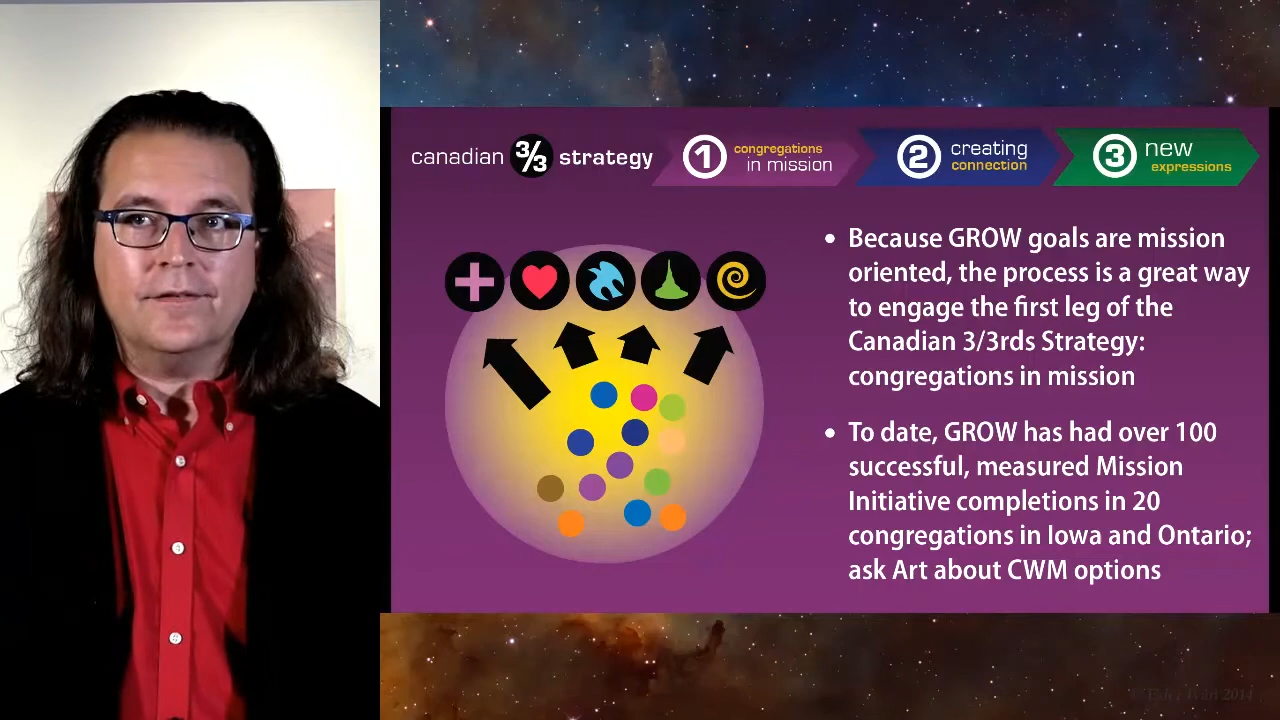 canadian 3/3 strategy
1 congregations
in mission
2 creating
connection
3 new
expressions
• Because GROW goals are mission
oriented, the process is a great way
to engage the first leg of the
Canadian 3/3rds Strategy:
congregations in mission
• To date, GROW has had over 100
successful, measured Mission
Initiative completions in 20
congregations in Iowa and Ontario;
ask Art about CWM options